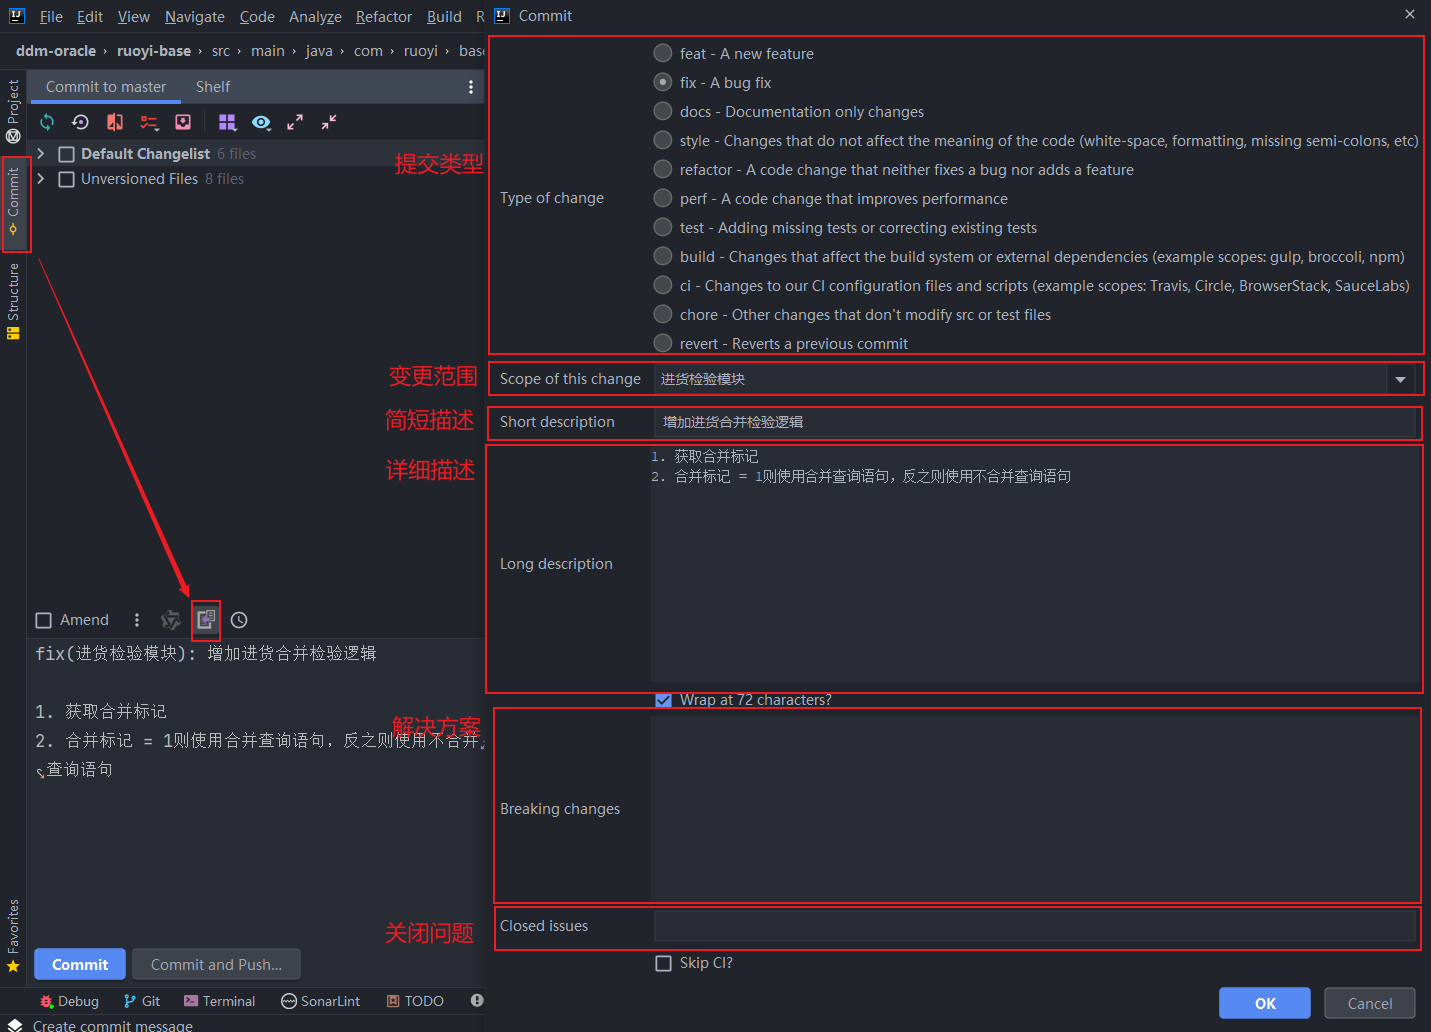 File Edit View Navigate Code Analyze Refactor Build R
ddm-oracle › ruoyi-base › src › main › java › com › ruoyi › base
Project
Commit
Structure
Favorites
Commit to master Shelf
Default Changelist 6 files
Unversioned Files 8 files
Amend
fix(进货检验模块): 增加进货合并检验逻辑
1. 获取合并标记
2. 合并标记 = 1则使用合并查询语句，反之则使用不合并
查询语句
Commit
Commit and Push...
Debug Git Terminal SonarLint TODO
Create commit message
Commit
提交类型
Type of change
feat - A new feature
fix - A bug fix
docs - Documentation only changes
style - Changes that do not affect the meaning of the code (white-space, formatting, missing semi-colons, etc)
refactor - A code change that neither fixes a bug nor adds a feature
perf - A code change that improves performance
test - Adding missing tests or correcting existing tests
build - Changes that affect the build system or external dependencies (example scopes: gulp, broccoli, npm)
ci - Changes to our CI configuration files and scripts (example scopes: Travis, Circle, BrowserStack, SauceLabs)
chore - Other changes that don't modify src or test files
revert - Reverts a previous commit
变更范围
Scope of this change 进货检验模块
简短描述
Short description 增加进货合并检验逻辑
详细描述
Long description
1. 获取合并标记
2. 合并标记 = 1则使用合并查询语句，反之则使用不合并查询语句
Wrap at 72 characters?
解决方案
Breaking changes
关闭问题
Closed issues
Skip CI?
OK
Cancel